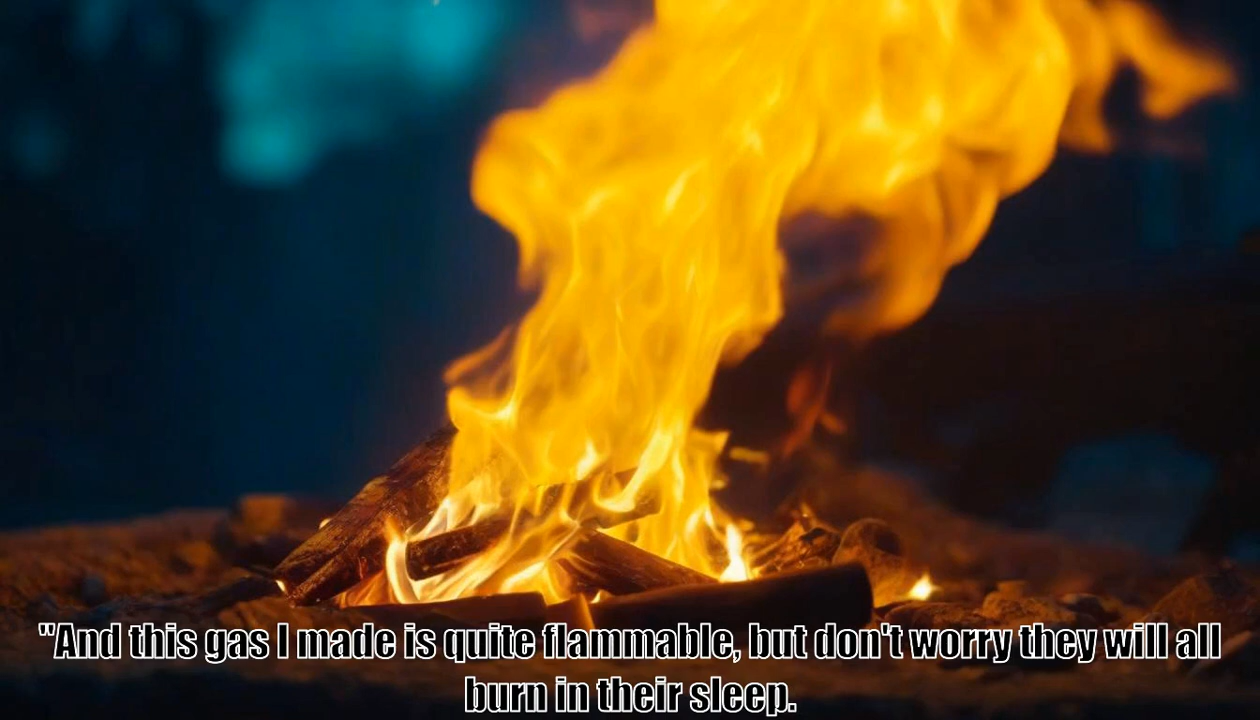 "And this gas I made is quite flammable, but don't worry they will all
burn in their sleep.